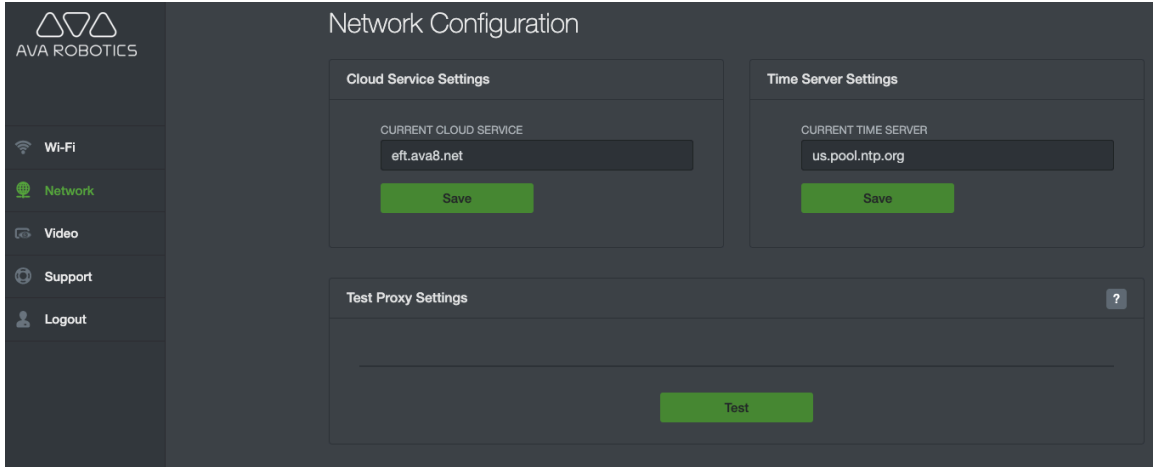 AVA ROBOTICS
Wi-Fi
Network
Video
Support
Logout
Network Configuration
Cloud Service Settings
CURRENT CLOUD SERVICE
eft.ava8.net
Save
Time Server Settings
CURRENT TIME SERVER
us.pool.ntp.org
Save
Test Proxy Settings
?
Test